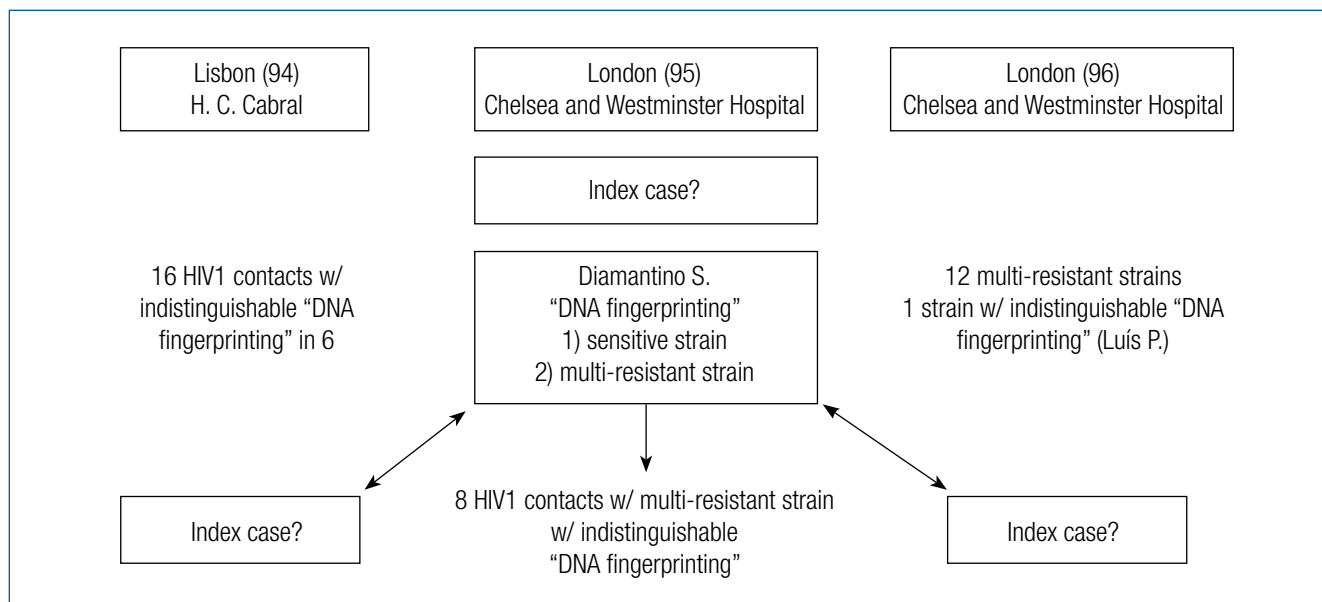 Lisbon (94)
H. C. Cabral
London (95)
Chelsea and Westminster Hospital
London (96)
Chelsea and Westminster Hospital
Index case?
16 HIV1 contacts w/
indistinguishable “DNA
fingerprinting” in 6
Diamantino S.
“DNA fingerprinting”
1) sensitive strain
2) multi-resistant strain
12 multi-resistant strains
1 strain w/ indistinguishable “DNA
fingerprinting” (Luís P.)
Index case?
8 HIV1 contacts w/ multi-resistant strain
w/ indistinguishable
“DNA fingerprinting”
Index case?